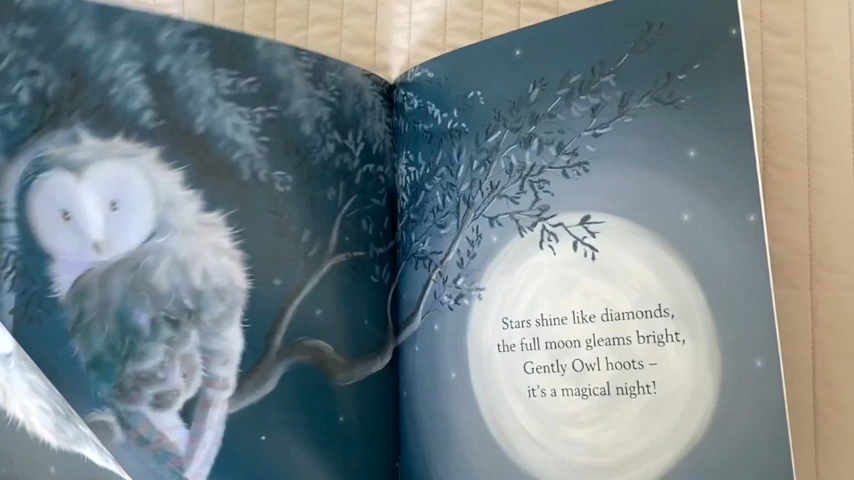 Stars shine like diamonds,
the full moon gleams bright,
Gently Owl hoots –
it's a magical night!